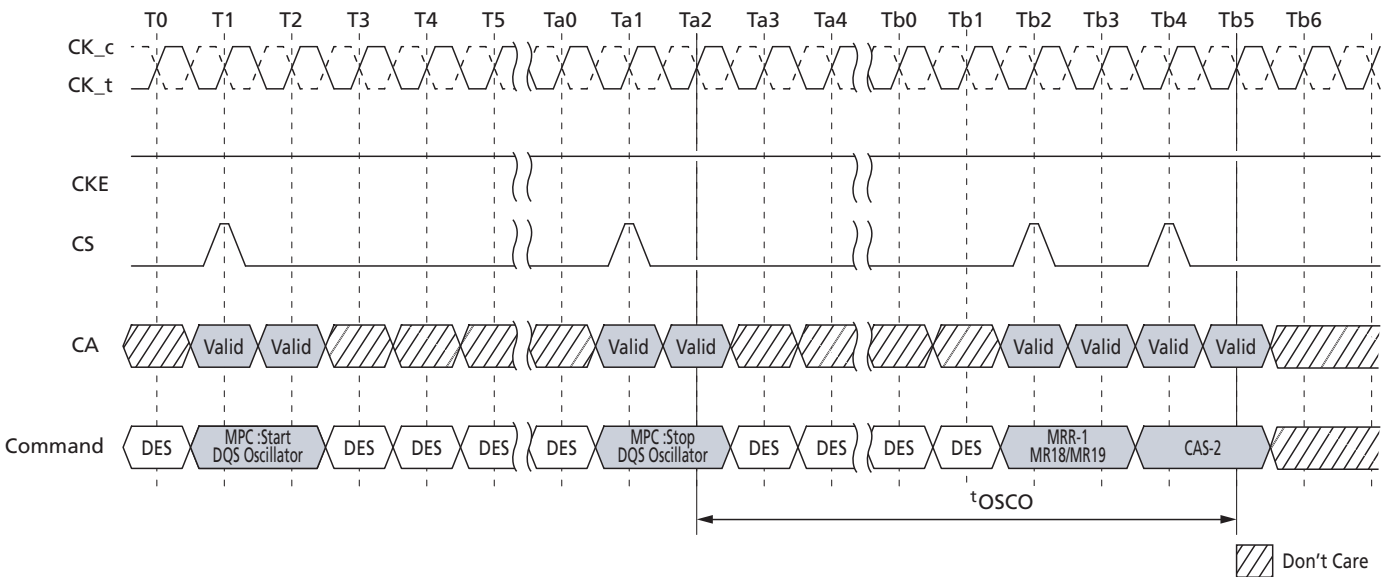 T0 T1 T2 T3 T4 T5 Ta0 Ta1 Ta2 Ta3 Ta4 Tb0 Tb1 Tb2 Tb3 Tb4 Tb5 Tb6
CK_c
CK_t
CKE
CS
CA Valid Valid Valid Valid Valid Valid Valid Valid
Command DES MPC :Start DES DES DES DES MPC :Stop DES DES DES DES MRR-1 CAS-2
DQS Oscillator DQS Oscillator MR18/MR19
tOSCO
Don't Care